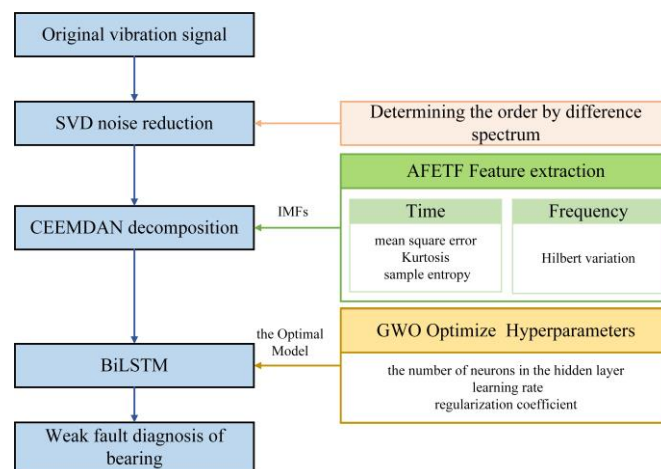 Original vibration signal
SVD noise reduction
Determining the order by difference
spectrum
AFETF Feature extraction
CEEMDAN decomposition
IMFs
Time
mean square error
Kurtosis
sample entropy
Frequency
Hilbert variation
GWO Optimize Hyperparameters
the Optimal
Model
BiLSTM
the number of neurons in the hidden layer
learning rate
regularization coefficient
Weak fault diagnosis of
bearing